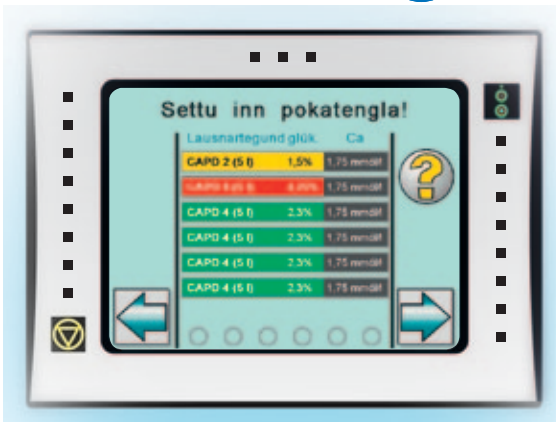 Settu inn pokatengla!
Lausnartegund glúk. Ca
CAPD 2 (5 l) 1,5% 1,75 mmól/l
1,75 mmól/l
CAPD 4 (5 l) 2,3% 1,75 mmól/l
CAPD 4 (5 l) 2,3% 1,75 mmól/l
CAPD 4 (5 l) 2,3% 1,75 mmól/l
CAPD 4 (5 l) 2,3% 1,75 mmól/l